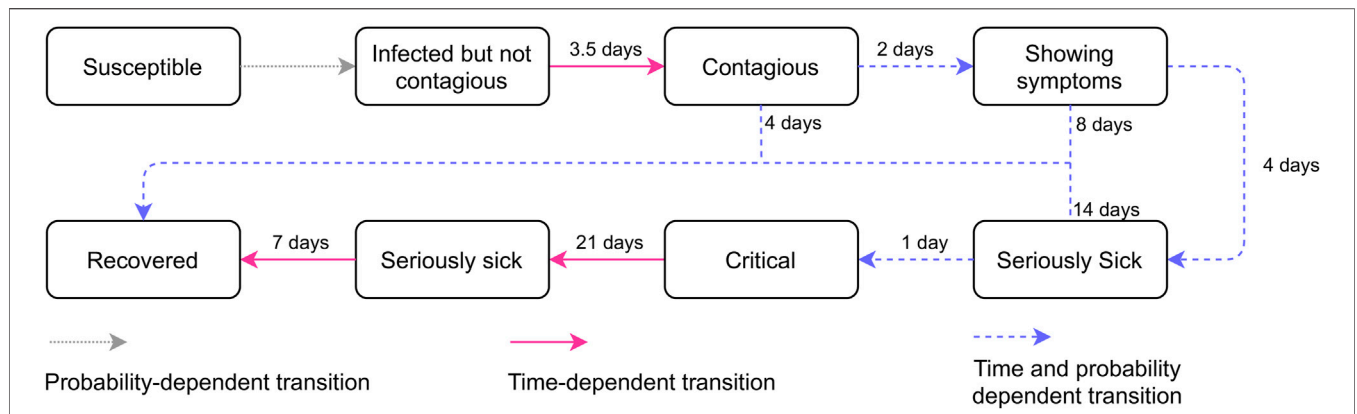 Susceptible
Infected but not
contagious
3.5 days
Contagious
2 days
Showing
symptoms
4 days
8 days
4 days
Recovered
7 days
Seriously sick
21 days
Critical
1 day
14 days
Seriously Sick
Probability-dependent transition
Time-dependent transition
Time and probability
dependent transition